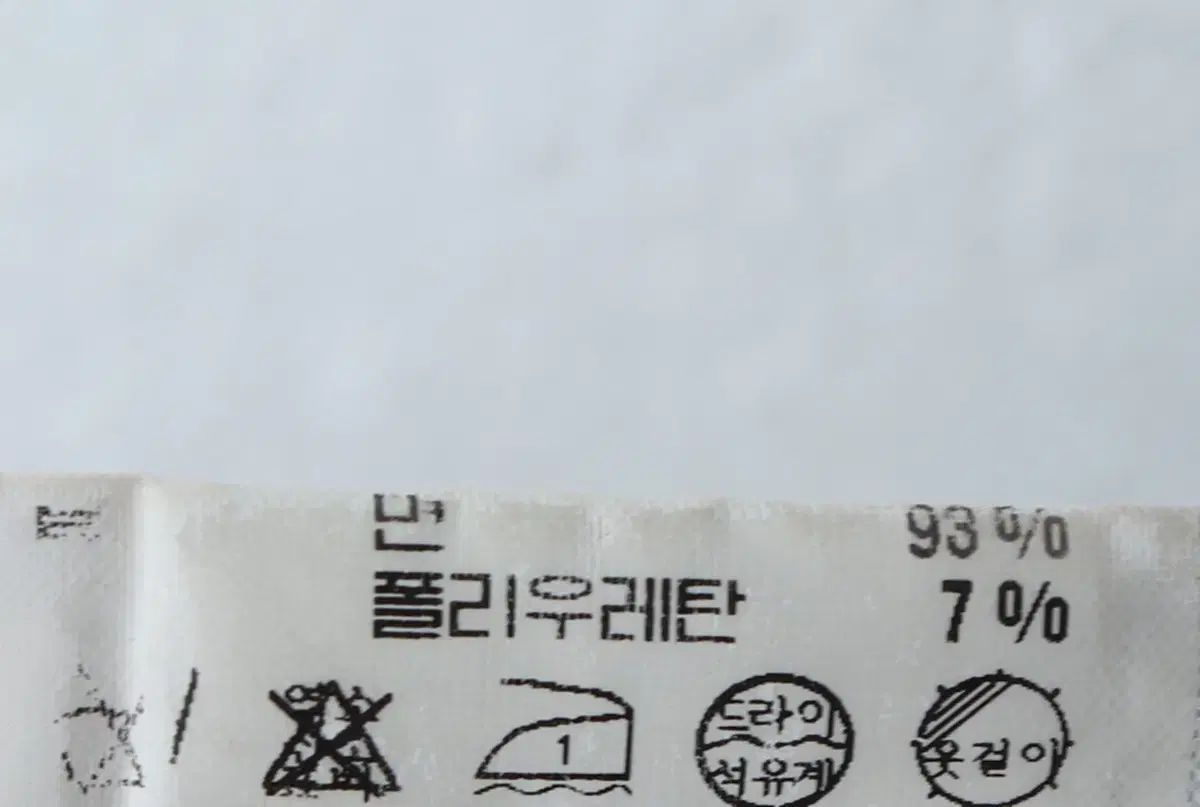 면 93%
폴리우레탄 7%
1 드라이 옷걸이
석유계